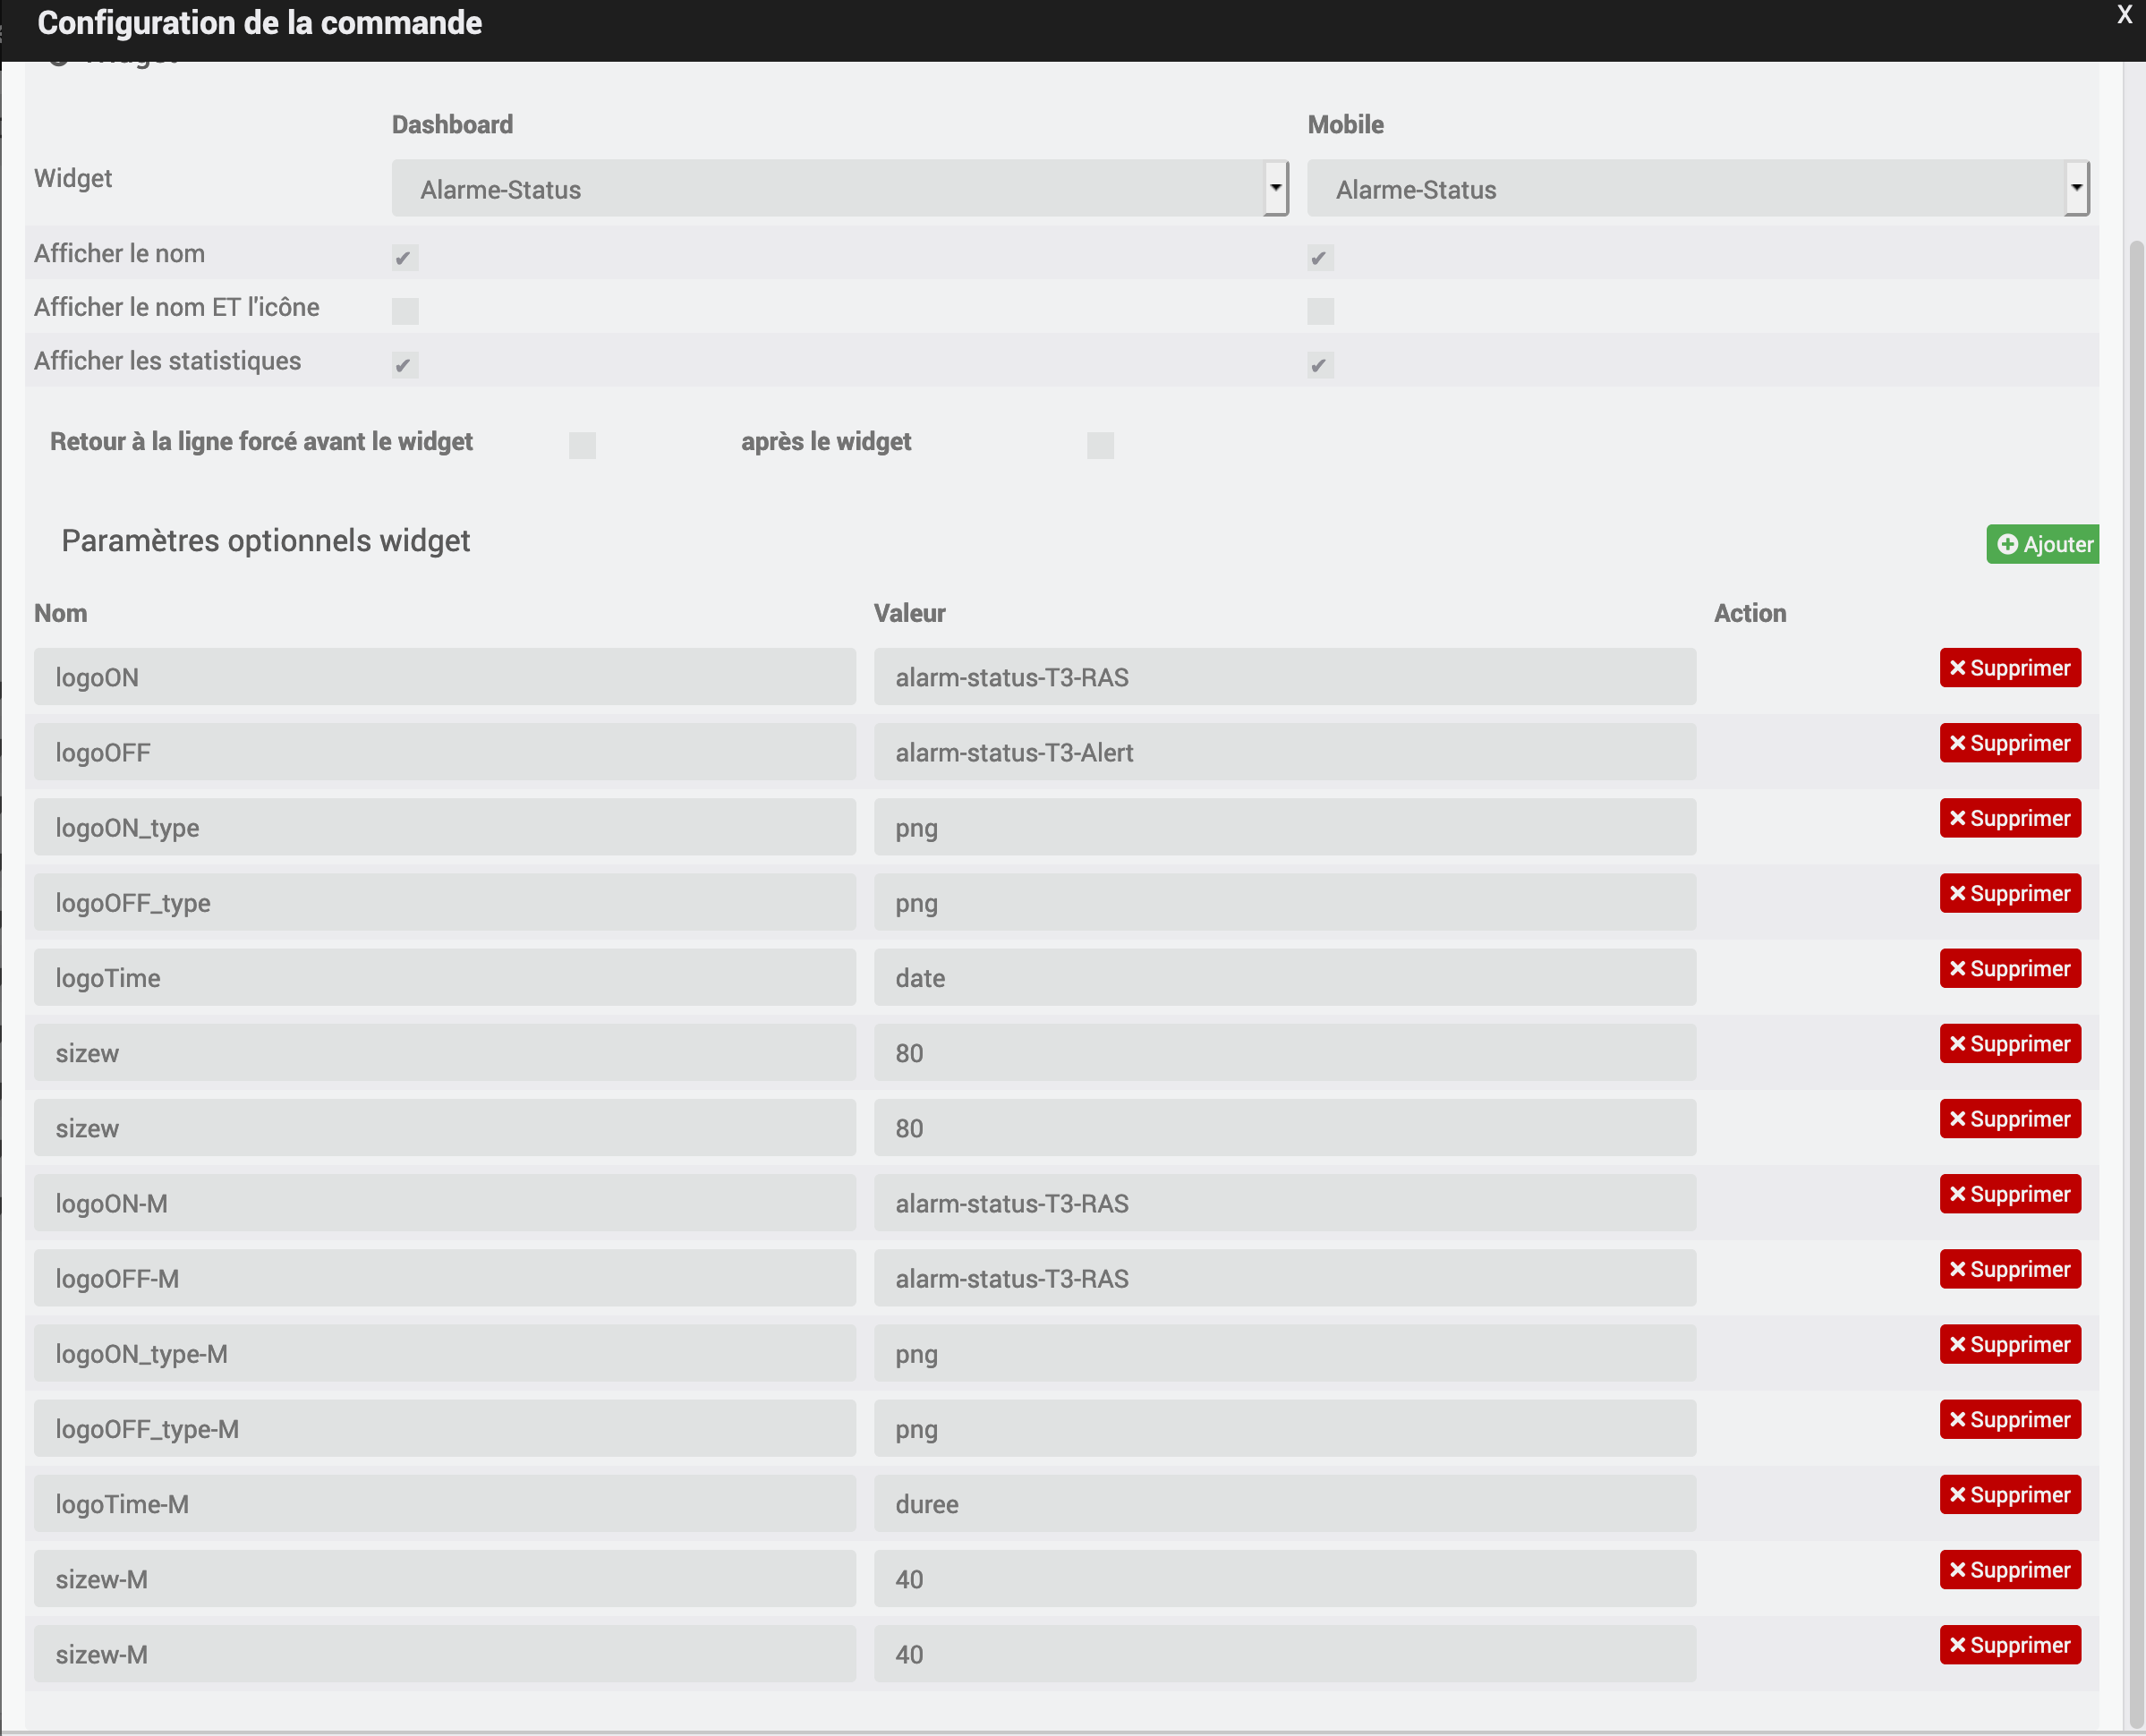 Configuration de la commande
X
Dashboard Mobile
Widget Alarme-Status Alarme-Status
Afficher le nom
Afficher le nom ET l'icône
Afficher les statistiques
Retour à la ligne forcé avant le widget après le widget
Paramètres optionnels widget Ajouter
Nom Valeur Action
logoON alarm-status-T3-RAS Supprimer
logoOFF alarm-status-T3-Alert Supprimer
logoON_type png Supprimer
logoOFF_type png Supprimer
logoTime date Supprimer
sizew 80 Supprimer
sizew 80 Supprimer
logoON-M alarm-status-T3-RAS Supprimer
logoOFF-M alarm-status-T3-RAS Supprimer
logoON_type-M png Supprimer
logoOFF_type-M png Supprimer
logoTime-M duree Supprimer
sizew-M 40 Supprimer
sizew-M 40 Supprimer